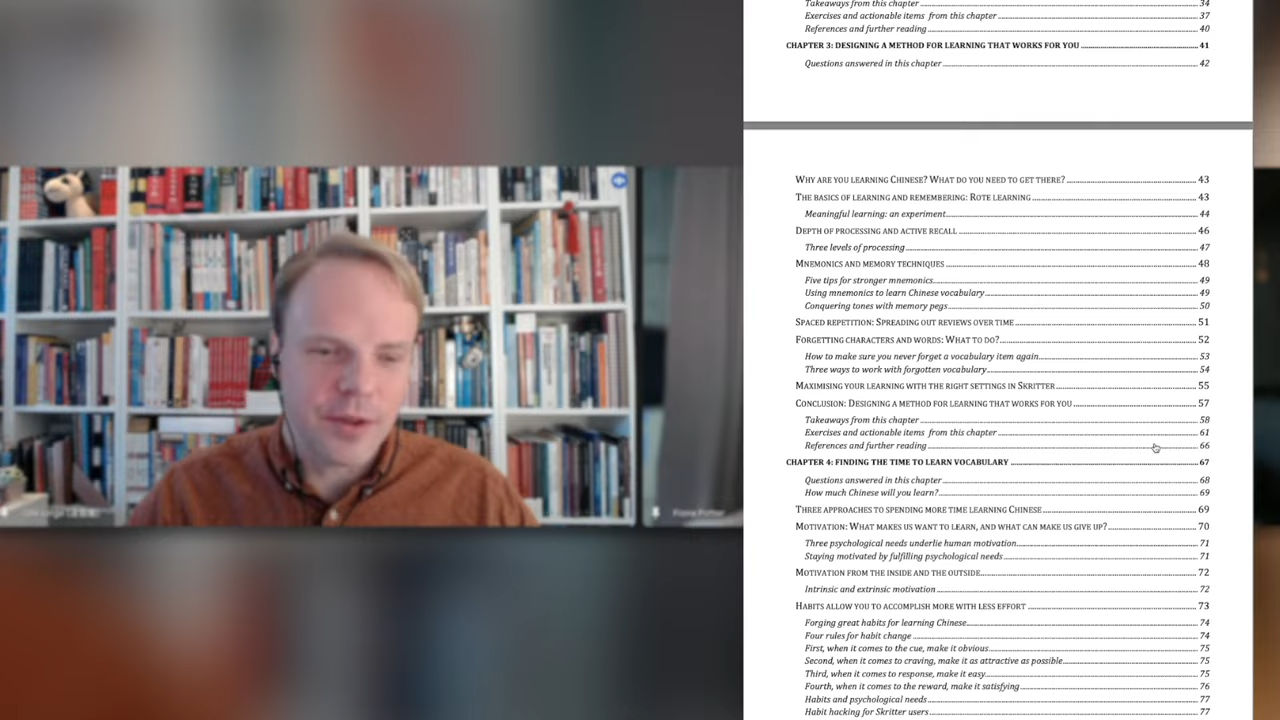 Takeaways from this chapter 34
Exercises and actionable items from this chapter 37
References and further reading 40
CHAPTER 3: DESIGNING A METHOD FOR LEARNING THAT WORKS FOR YOU 41
Questions answered in this chapter 42
WHY ARE YOU LEARNING CHINESE? WHAT DO YOU NEED TO GET THERE? 43
THE BASICS OF LEARNING AND REMEMBERING: ROTE LEARNING 43
Meaningful learning: an experiment 44
DEPTH OF PROCESSING AND ACTIVE RECALL 46
Three levels of processing 47
MNEMONICS AND MEMORY TECHNIQUES 48
Five tips for stronger mnemonics 49
Using mnemonics to learn Chinese vocabulary 49
Conquering tones with memory pegs 50
SPACED REPETITION: SPREADING OUT REVIEWS OVER TIME 51
FORGETTING CHARACTERS AND WORDS: WHAT TO DO? 52
How to make sure you never forget a vocabulary item again 53
Three ways to work with forgotten vocabulary 54
MAXIMISING YOUR LEARNING WITH THE RIGHT SETTINGS IN SKRITTER 55
CONCLUSION: DESIGNING A METHOD FOR LEARNING THAT WORKS FOR YOU 57
Takeaways from this chapter 58
Exercises and actionable items from this chapter 61
References and further reading 66
CHAPTER 4: FINDING THE TIME TO LEARN VOCABULARY 67
Questions answered in this chapter 68
How much Chinese will you learn? 69
THREE APPROACHES TO SPENDING MORE TIME LEARNING CHINESE 69
MOTIVATION: WHAT MAKES US WANT TO LEARN, AND WHAT CAN MAKE US GIVE UP? 70
Three psychological needs underlie human motivation 71
Staying motivated by fulfilling psychological needs 71
MOTIVATION FROM THE INSIDE AND THE OUTSIDE 72
Intrinsic and extrinsic motivation 72
HABITS ALLOW YOU TO ACCOMPLISH MORE WITH LESS EFFORT 73
Forging great habits for learning Chinese 74
Four rules for habit change 74
First, when it comes to the cue, make it obvious 75
Second, when it comes to craving, make it as attractive as possible 75
Third, when it comes to response, make it easy 75
Fourth, when it comes to the reward, make it satisfying 76
Habits and psychological needs 77
Habit hacking for Skritter users 77